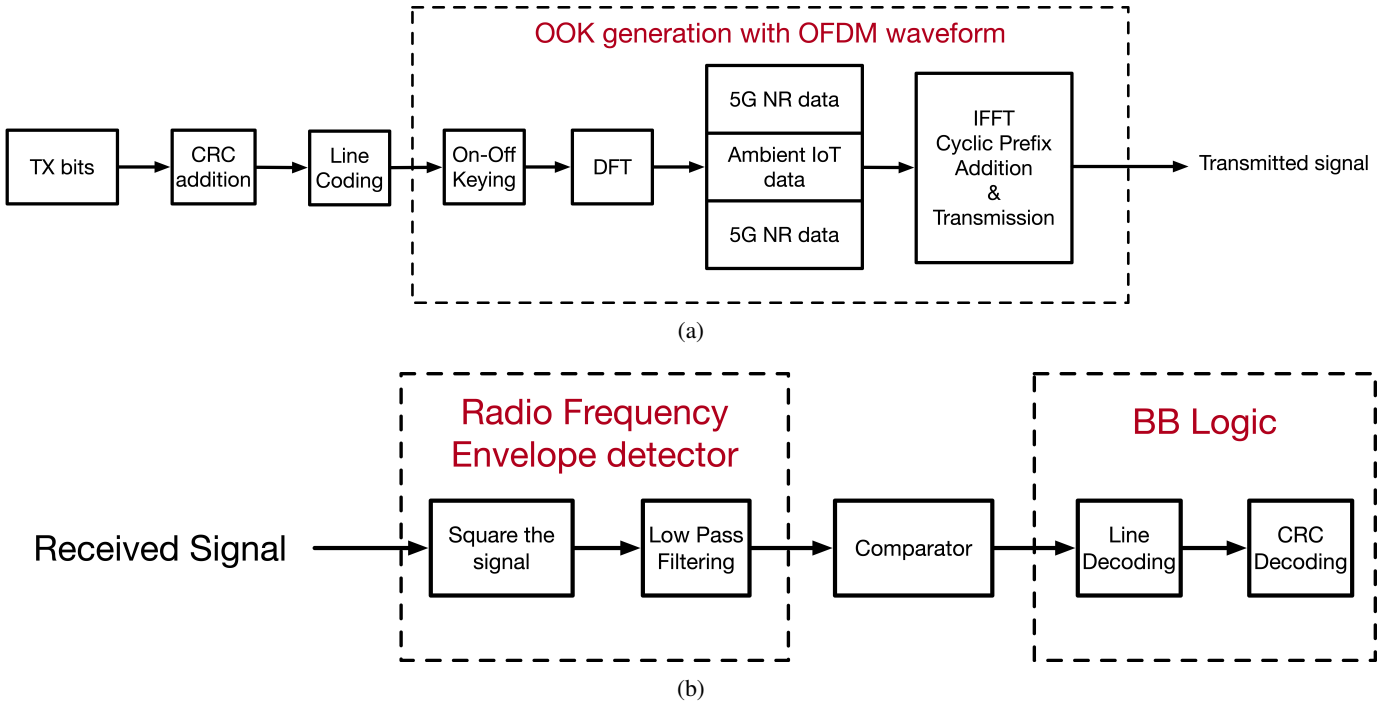 OOK generation with OFDM waveform
TX bits
CRC
addition
Line
Coding
On-Off
Keying
DFT
5G NR data
Ambient IoT
data
5G NR data
IFFT
Cyclic Prefix
Addition
&
Transmission
Transmitted signal
(a)
Radio Frequency
Envelope detector
BB Logic
Received Signal
Square the
signal
Low Pass
Filtering
Comparator
Line
Decoding
CRC
Decoding
(b)